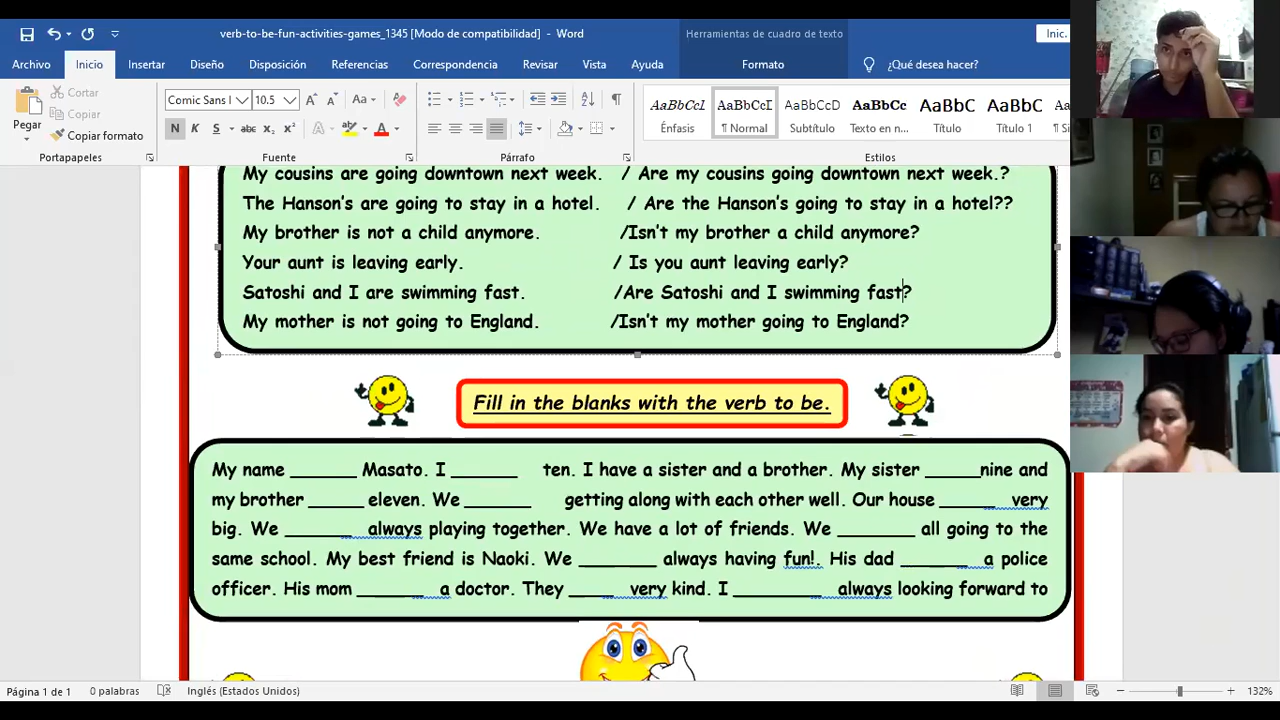 verb-to-be-fun-activities-games_1345 [Modo de compatibilidad] - Word
Herramientas de cuadro de texto
Inic.
Archivo Inicio Insertar Diseño Disposición Referencias Correspondencia Revisar Vista Ayuda Formato ¿Qué desea hacer?
Pegar
Cortar
Copiar
Copiar formato
Portapapeles
Comic Sans l 10.5
Fuente
Párrafo
AaBbCcI AaBbCcI AaBbCcD AaBbCc AaBbC AaBbC
Énfasis ¶ Normal Subtítulo Texto en n... Título Título 1 ¶ Si
Estilos
My cousins are going downtown next week. / Are my cousins going downtown next week.?
The Hanson's are going to stay in a hotel. / Are the Hanson's going to stay in a hotel??
My brother is not a child anymore. /Isn't my brother a child anymore?
Your aunt is leaving early. / Is you aunt leaving early?
Satoshi and I are swimming fast. /Are Satoshi and I swimming fast?
My mother is not going to England. /Isn't my mother going to England?
Fill in the blanks with the verb to be.
My name ______ Masato. I ______ ten. I have a sister and a brother. My sister _____nine and
my brother _____ eleven. We ______ getting along with each other well. Our house _____ very
big. We ______ always playing together. We have a lot of friends. We _______ all going to the
same school. My best friend is Naoki. We _______ always having fun!. His dad ______ a police
officer. His mom ______ a doctor. They ____ very kind. I ________ always looking forward to
Página 1 de 1 0 palabras Inglés (Estados Unidos) 132%